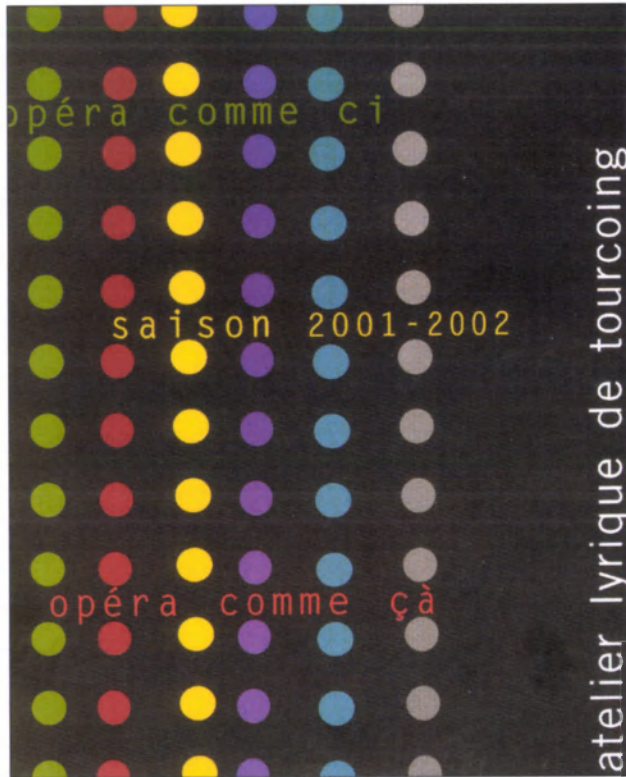 opéra comme ci
saison 2001-2002
opéra comme çà
atelier lyrique de tourcoing